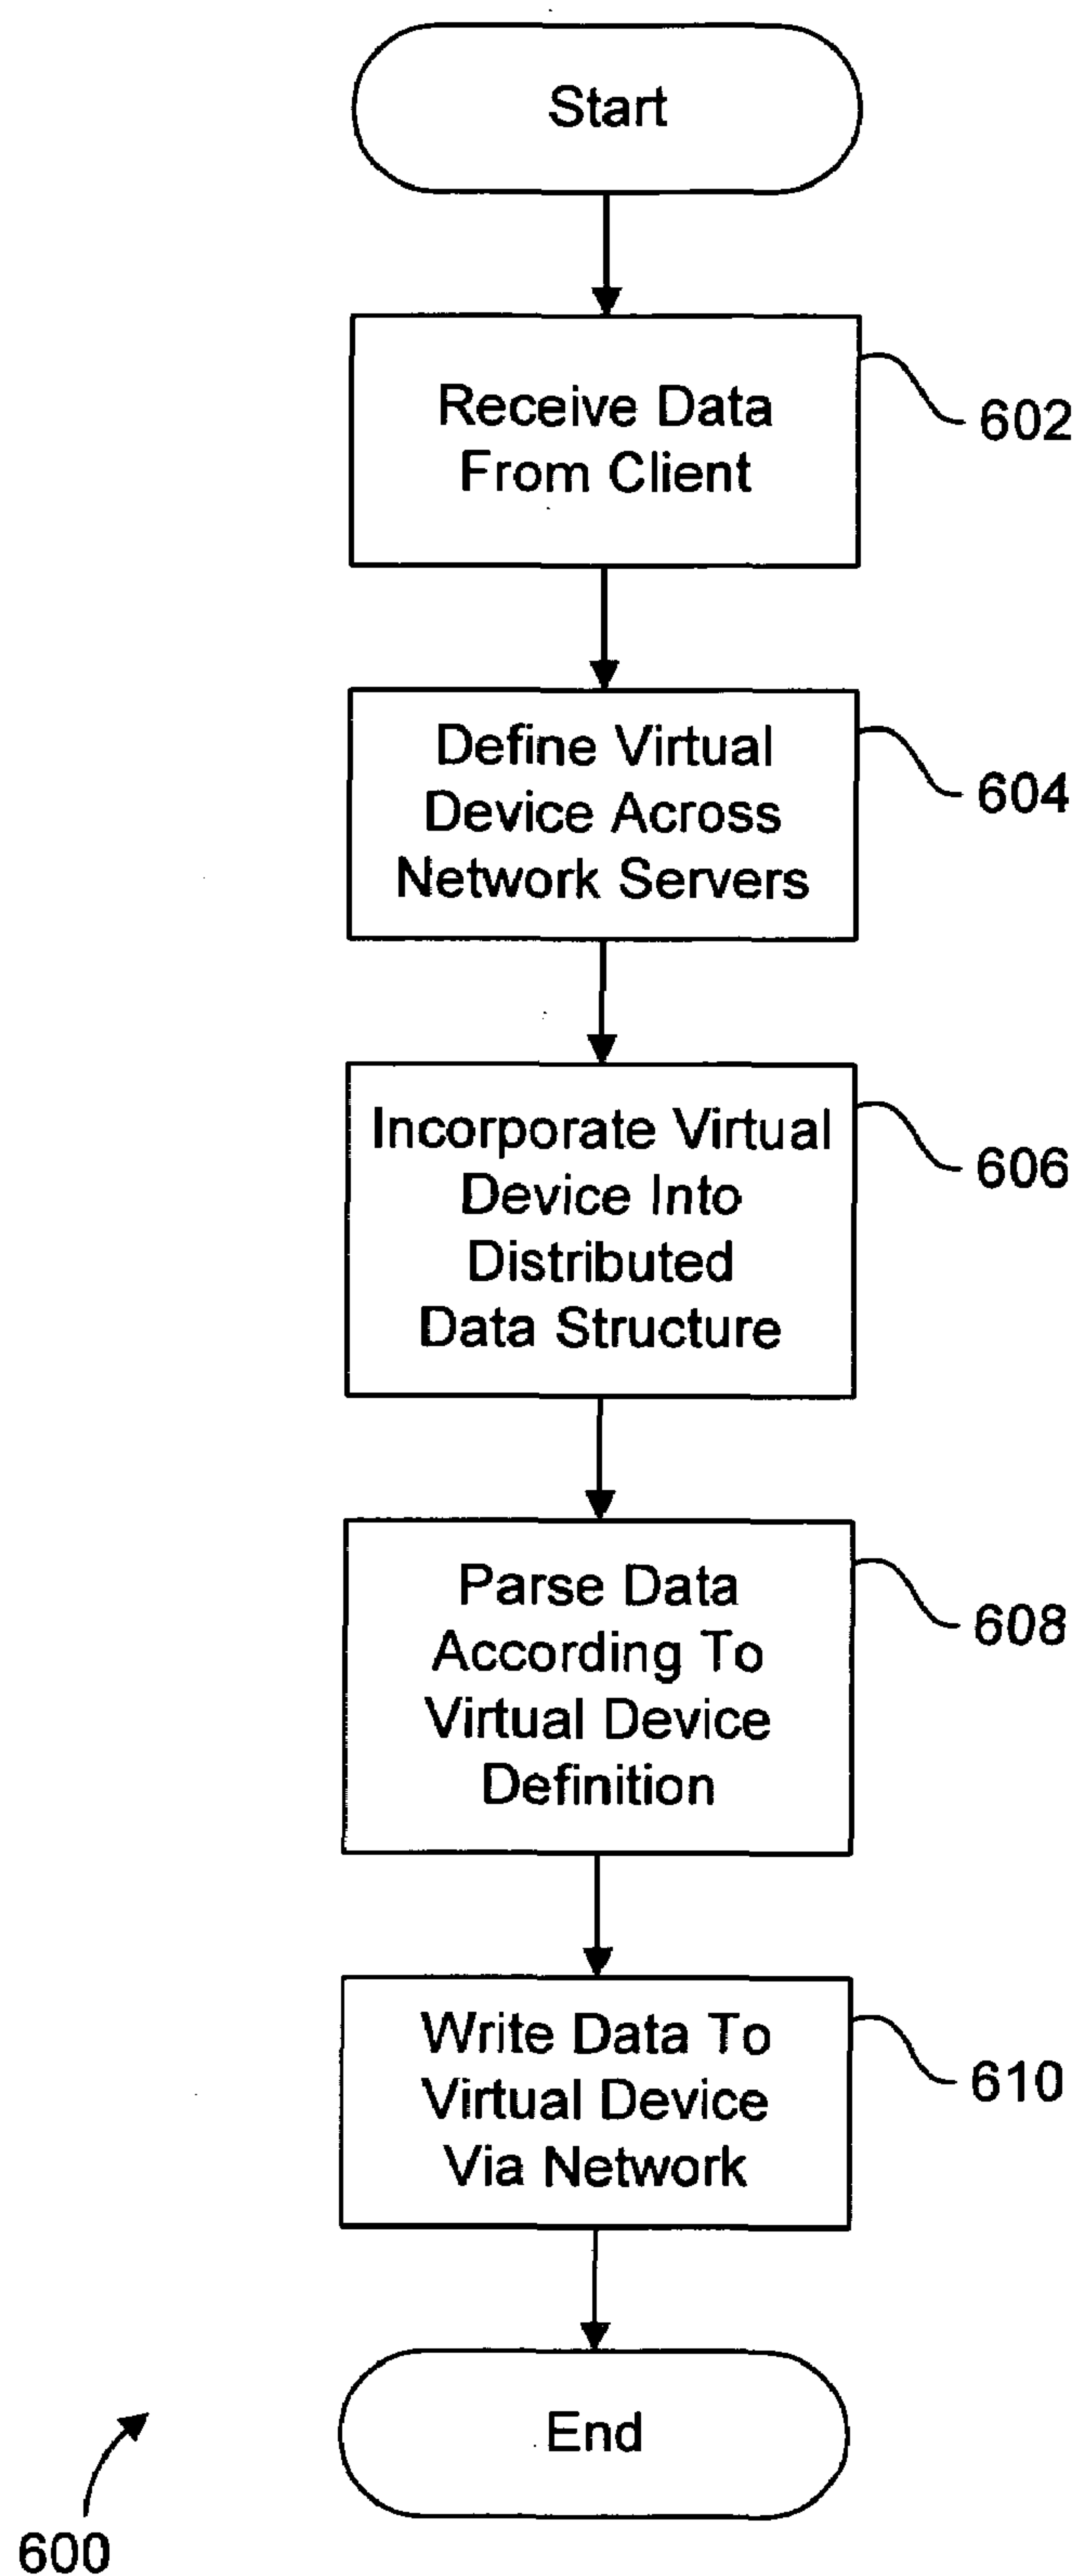 Start
Receive Data
From Client
602
Define Virtual
Device Across
Network Servers
604
Incorporate Virtual
Device Into
Distributed
Data Structure
606
Parse Data
According To
Virtual Device
Definition
608
Write Data To
Virtual Device
Via Network
610
End
600